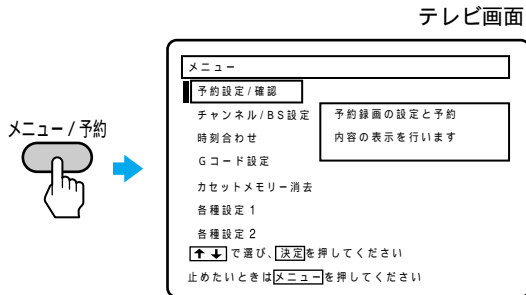 テレビ画面
メニュー / 予約
メニュー
予約設定/確認
チャンネル/BS設定
時刻合わせ
Gコード設定
カセットメモリー消去
各種設定1
各種設定2
予約録画の設定と予約
内容の表示を行います
↑↓で選び、決定を押してください
止めたいときはメニューを押してください